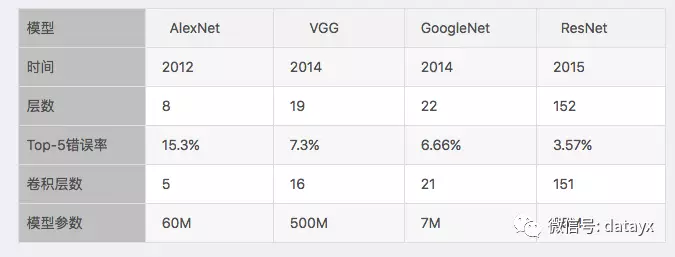 模型 AlexNet VGG GoogleNet ResNet
时间 2012 2014 2014 2015
层数 8 19 22 152
Top-5错误率 15.3% 7.3% 6.66% 3.57%
卷积层数 5 16 21 151
模型参数 60M 500M 7M
微信号: datayx